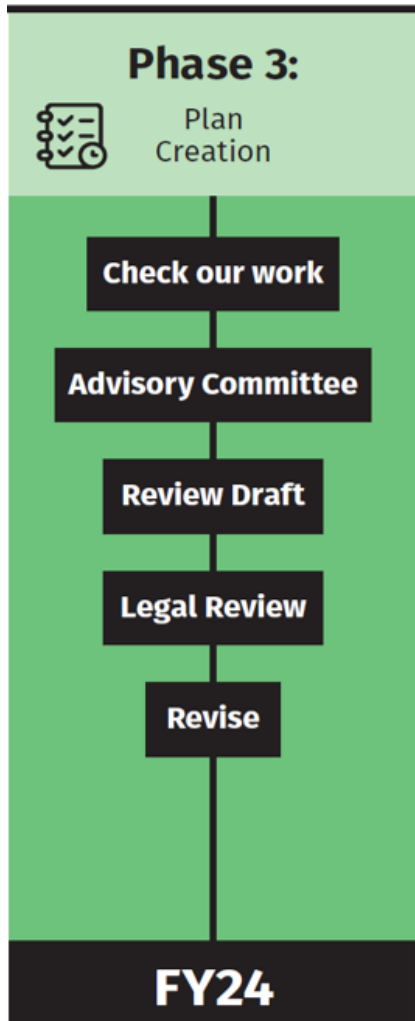 Phase 3:
Plan
Creation
Check our work
Advisory Committee
Review Draft
Legal Review
Revise
FY24